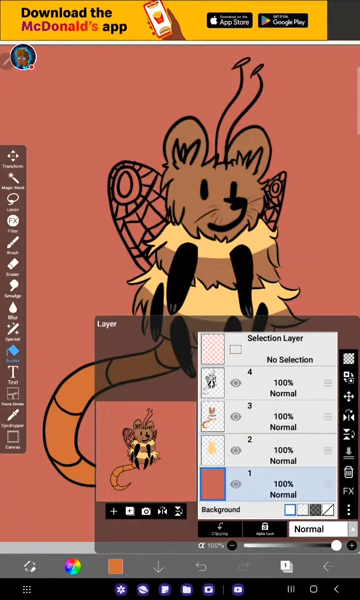 Download the
McDonald's app
Download on the
App Store
GET IT ON
Google Play
Transform
Magic Wand
Lasso
FX
Filter
Brush
Eraser
Smudge
Blur
Special
Bucket
T
Text
Frame Divider
Eyedropper
Canvas
Layer
Selection Layer
No Selection
4
100%
Normal
3
100%
Normal
2
100%
Normal
1
100%
Normal
Background
FX
Clipping
Alpha Lock
Normal
α 100%
1